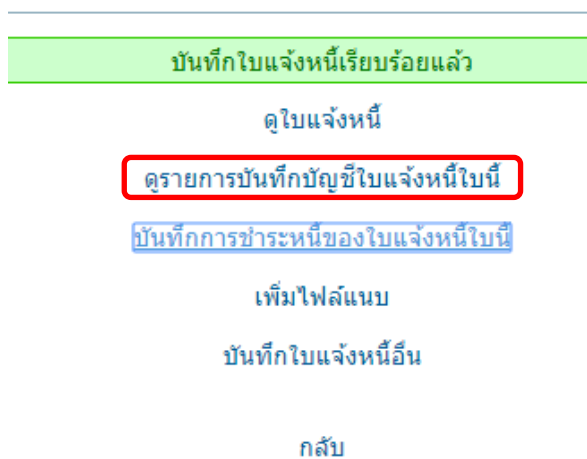 บันทึกใบแจ้งหนี้เรียบร้อยแล้ว
ดูใบแจ้งหนี้
ดูรายการบันทึกบัญชีใบแจ้งหนี้ใบนี้
บันทึกการชำระหนี้ของใบแจ้งหนี้ใบนี้
เพิ่มไฟล์แนบ
บันทึกใบแจ้งหนี้อื่น
กลับ